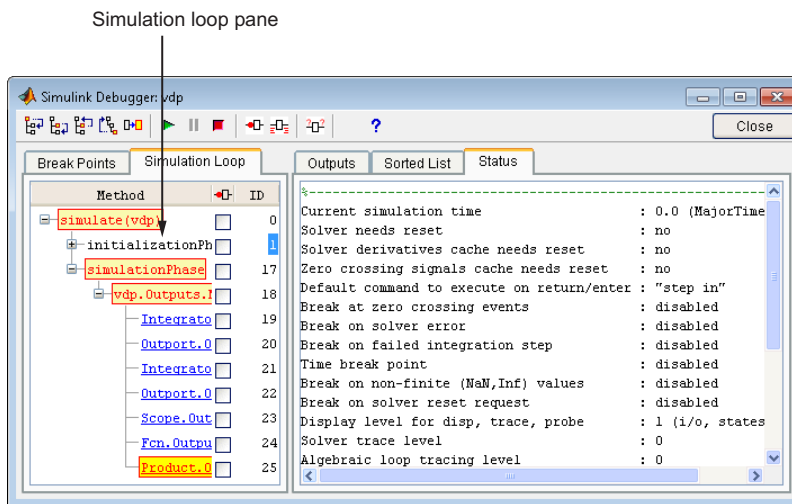 Simulation loop pane
Simulink Debugger: vdp
?
Close
Break Points Simulation Loop
Outputs Sorted List Status
Method ID
simulate(vdp) 0
initializationPh 1
simulationPhase 17
vdp.Outputs.M 18
Integrato 19
Outport.O 20
Integrato 21
Outport.O 22
Scope.Out 23
Fcn.Outpu 24
Product.O 25
%----------------------------------------------------------------
Current simulation time : 0.0 (MajorTime
Solver needs reset : no
Solver derivatives cache needs reset : no
Zero crossing signals cache needs reset : no
Default command to execute on return/enter : "step in"
Break at zero crossing events : disabled
Break on solver error : disabled
Break on failed integration step : disabled
Time break point : disabled
Break on non-finite (NaN,Inf) values : disabled
Break on solver reset request : disabled
Display level for disp, trace, probe : 1 (i/o, states
Solver trace level : 0
Algebraic loop tracing level : 0